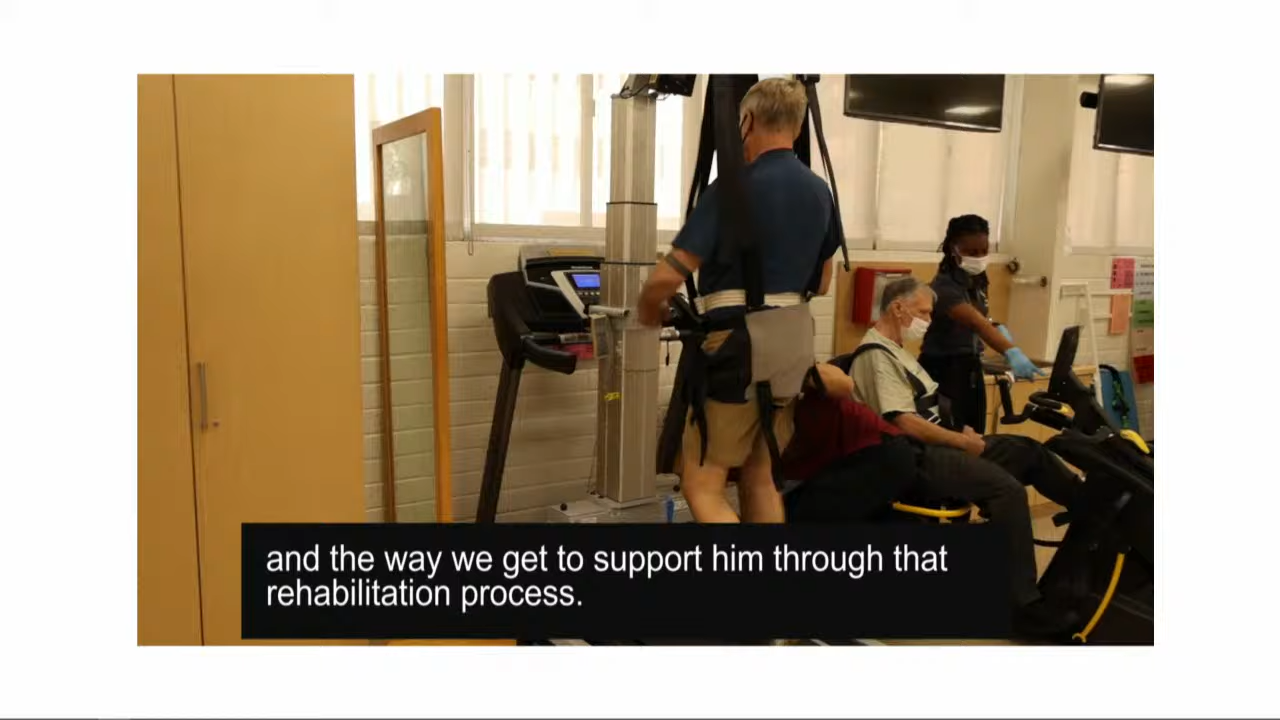 and the way we get to support him through that
rehabilitation process.